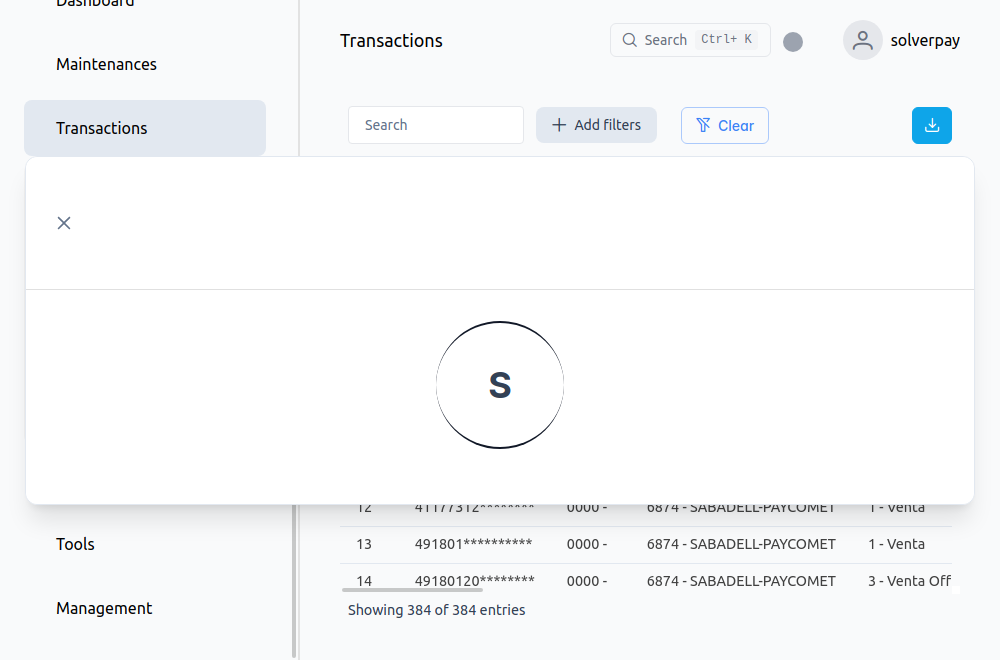 Dashboard
Maintenances
Transactions
Tools
Management
Transactions
Search Ctrl+ K
solverpay
Search
Add filters
Clear
S
12 41177312******** 0000 - 6874 - SABADELL-PAYCOMET 1 - Venta
13 491801********** 0000 - 6874 - SABADELL-PAYCOMET 1 - Venta
14 49180120******** 0000 - 6874 - SABADELL-PAYCOMET 3 - Venta Off
Showing 384 of 384 entries